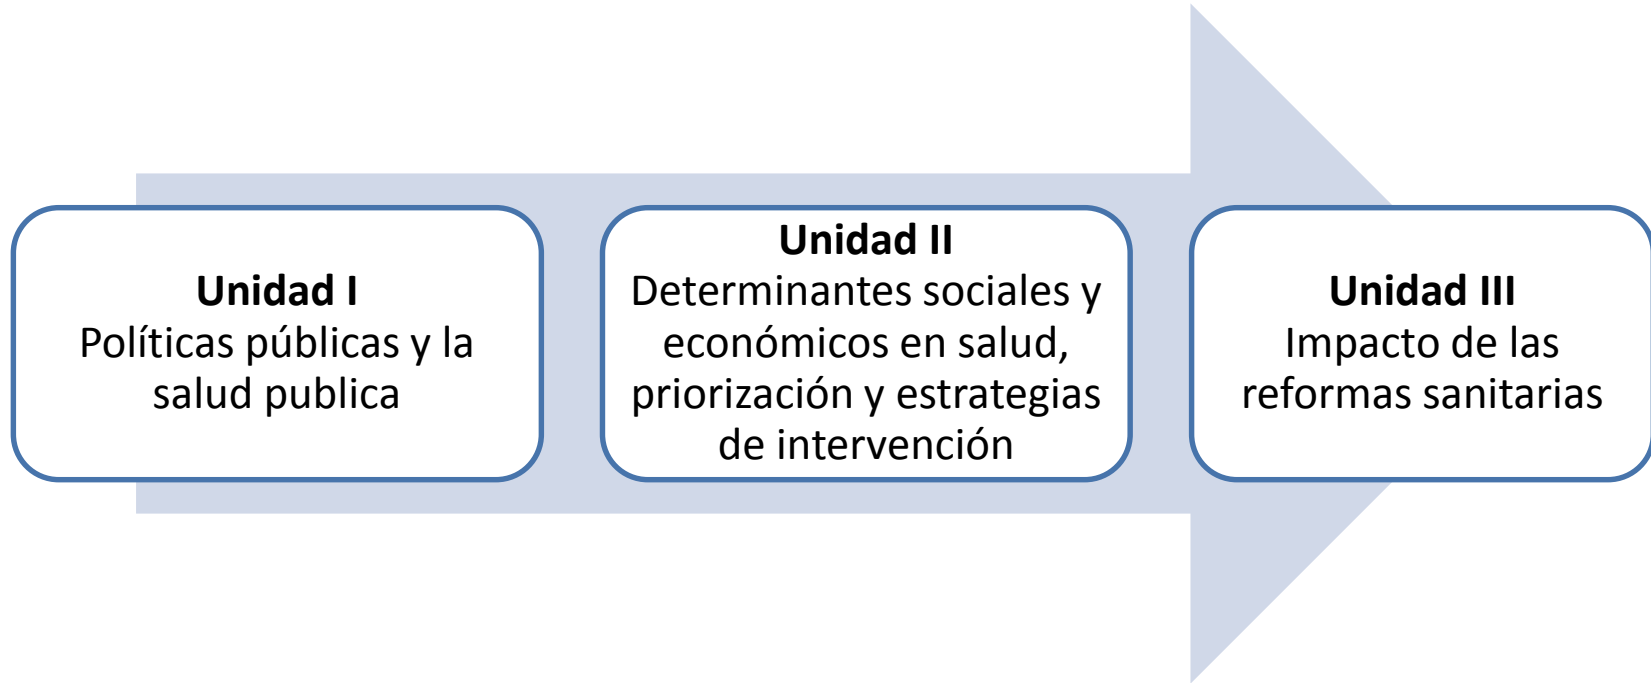 Unidad I
Políticas públicas y la
salud publica
Unidad II
Determinantes sociales y
económicos en salud,
priorización y estrategias
de intervención
Unidad III
Impacto de las
reformas sanitarias